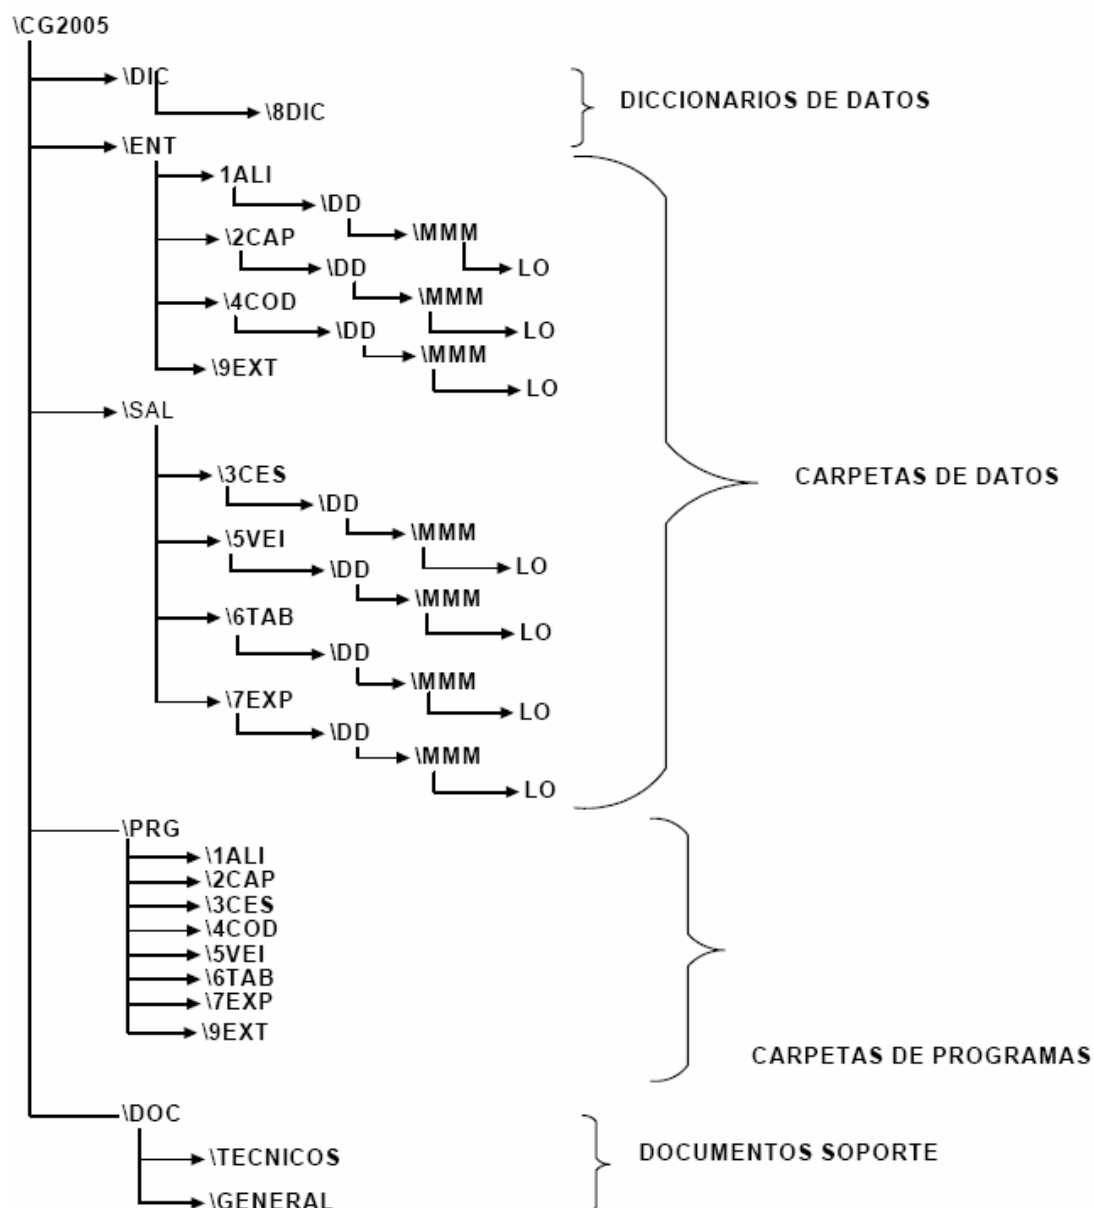 \CG2005
\DIC
\8DIC
DICCIONARIOS DE DATOS
\ENT
1ALI
\DD
\MMM
LO
\2CAP
\DD
\MMM
LO
\4COD
\DD
\MMM
LO
\9EXT
\SAL
\3CES
\DD
\MMM
LO
\5VEI
\DD
\MMM
LO
\6TAB
\DD
\MMM
LO
\7EXP
\DD
\MMM
LO
CARPETAS DE DATOS
\PRG
\1ALI
\2CAP
\3CES
\4COD
\5VEI
\6TAB
\7EXP
\9EXT
CARPETAS DE PROGRAMAS
\DOC
\TECNICOS
\GENERAL
DOCUMENTOS SOPORTE